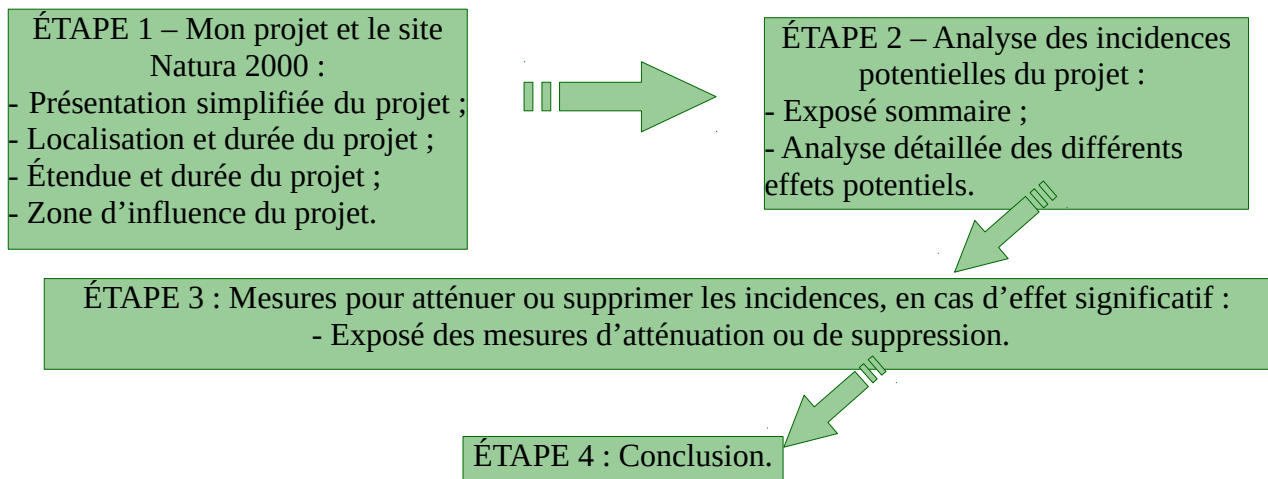 ÉTAPE 1 – Mon projet et le site
Natura 2000 :
- Présentation simplifiée du projet ;
- Localisation et durée du projet ;
- Étendue et durée du projet ;
- Zone d’influence du projet.
ÉTAPE 2 – Analyse des incidences
potentielles du projet :
- Exposé sommaire ;
- Analyse détaillée des différents
effets potentiels.
ÉTAPE 3 : Mesures pour atténuer ou supprimer les incidences, en cas d’effet significatif :
- Exposé des mesures d’atténuation ou de suppression.
ÉTAPE 4 : Conclusion.